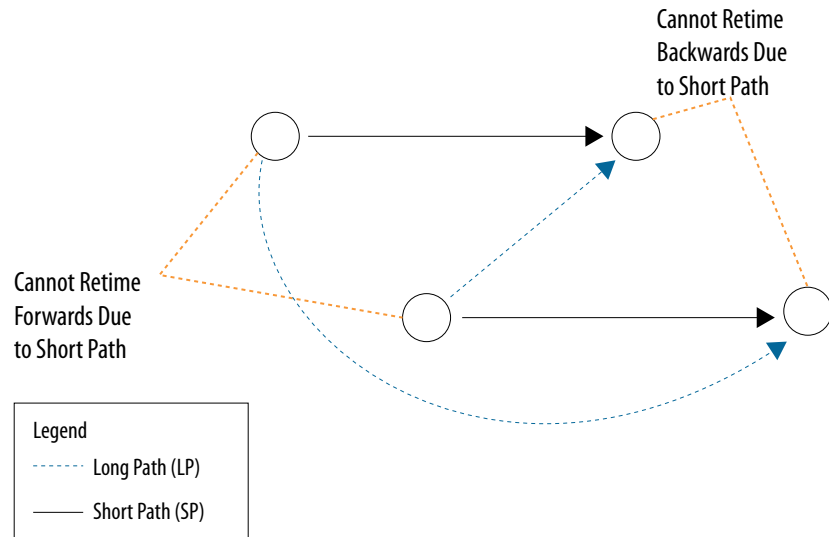 Cannot Retime
Backwards Due
to Short Path
Cannot Retime
Forwards Due
to Short Path
Legend
Long Path (LP)
Short Path (SP)